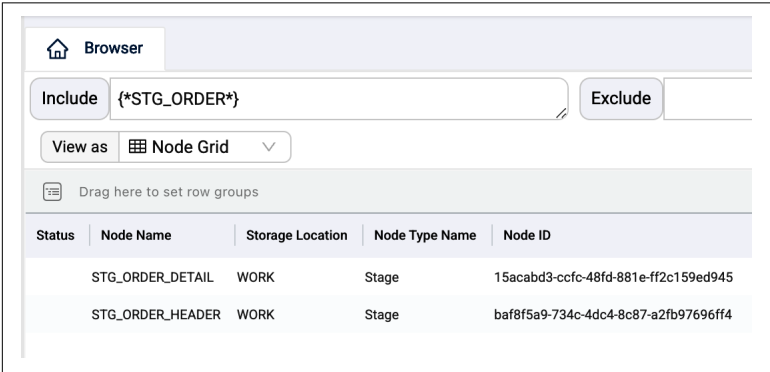 Browser
Include {*STG_ORDER*} Exclude
View as Node Grid
Drag here to set row groups
Status Node Name Storage Location Node Type Name Node ID
STG_ORDER_DETAIL WORK Stage 15acabd3-ccfc-48fd-881e-ff2c159ed945
STG_ORDER_HEADER WORK Stage baf8f5a9-734c-4dc4-8c87-a2fb97696ff4